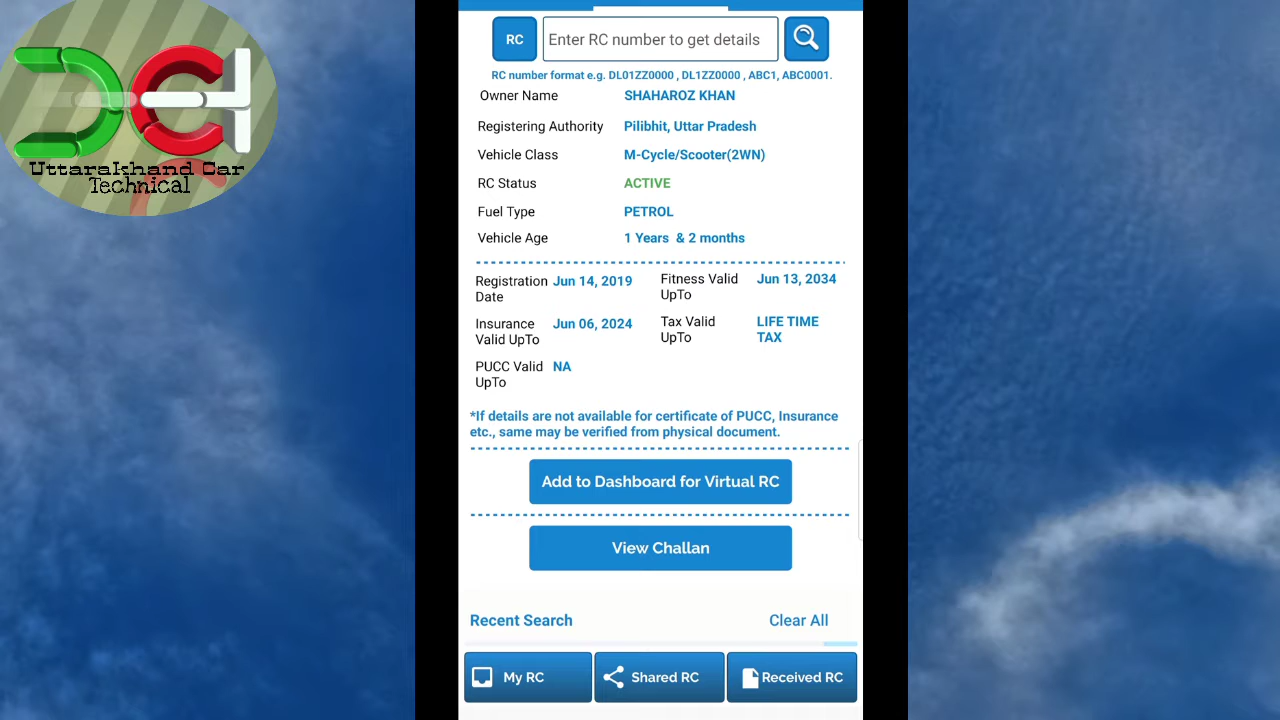 Uttarakhand Car
Technical
RC
Enter RC number to get details
RC number format e.g. DL01ZZ0000 , DL1ZZ0000 , ABC1, ABC0001.
Owner Name SHAHAROZ KHAN
Registering Authority Pilibhit, Uttar Pradesh
Vehicle Class M-Cycle/Scooter(2WN)
RC Status ACTIVE
Fuel Type PETROL
Vehicle Age 1 Years & 2 months
Registration Date Jun 14, 2019 Fitness Valid UpTo Jun 13, 2034
Insurance Valid UpTo Jun 06, 2024 Tax Valid UpTo LIFE TIME TAX
PUCC Valid UpTo NA
*If details are not available for certificate of PUCC, Insurance
etc., same may be verified from physical document.
Add to Dashboard for Virtual RC
View Challan
Recent Search Clear All
My RC Shared RC Received RC